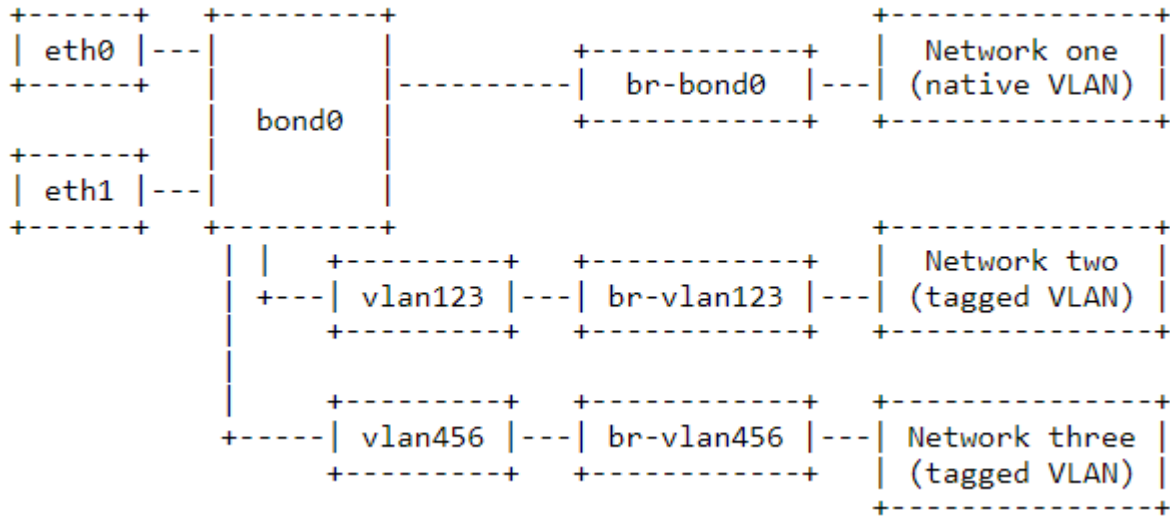 eth0
Network one
br-bond0
(native VLAN)
bond0
eth1
Network two
vlan123
br-vlan123
(tagged VLAN)
vlan456
br-vlan456
Network three
(tagged VLAN)